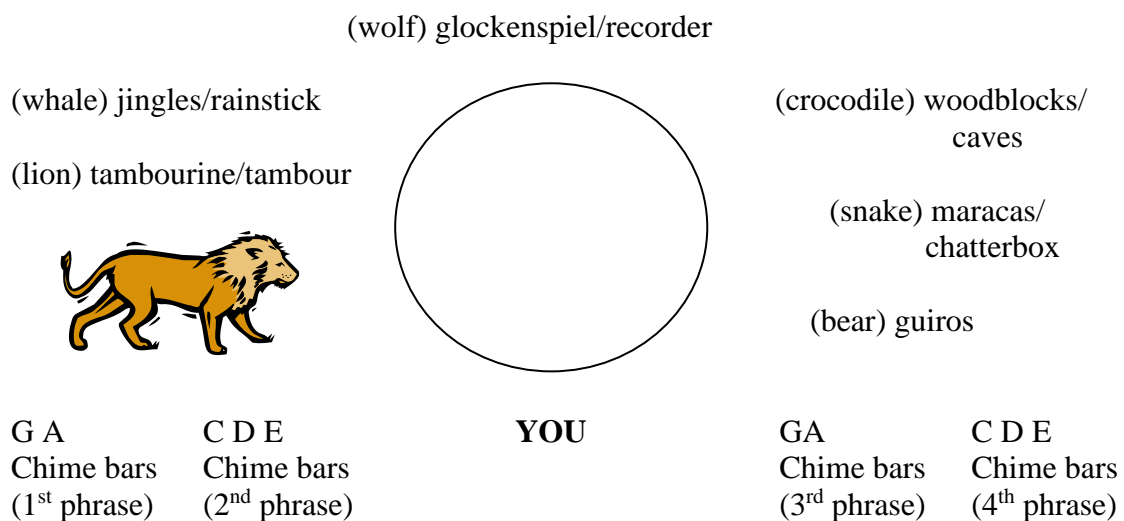 (wolf) glockenspiel/recorder
(whale) jingles/rainstick
(crocodile) woodblocks/
caves
(lion) tambourine/tambour
(snake) maracas/
chatterbox
(bear) guiros
G A
Chime bars
(1st phrase)
C D E
Chime bars
(2nd phrase)
YOU
GA
Chime bars
(3rd phrase)
C D E
Chime bars
(4th phrase)